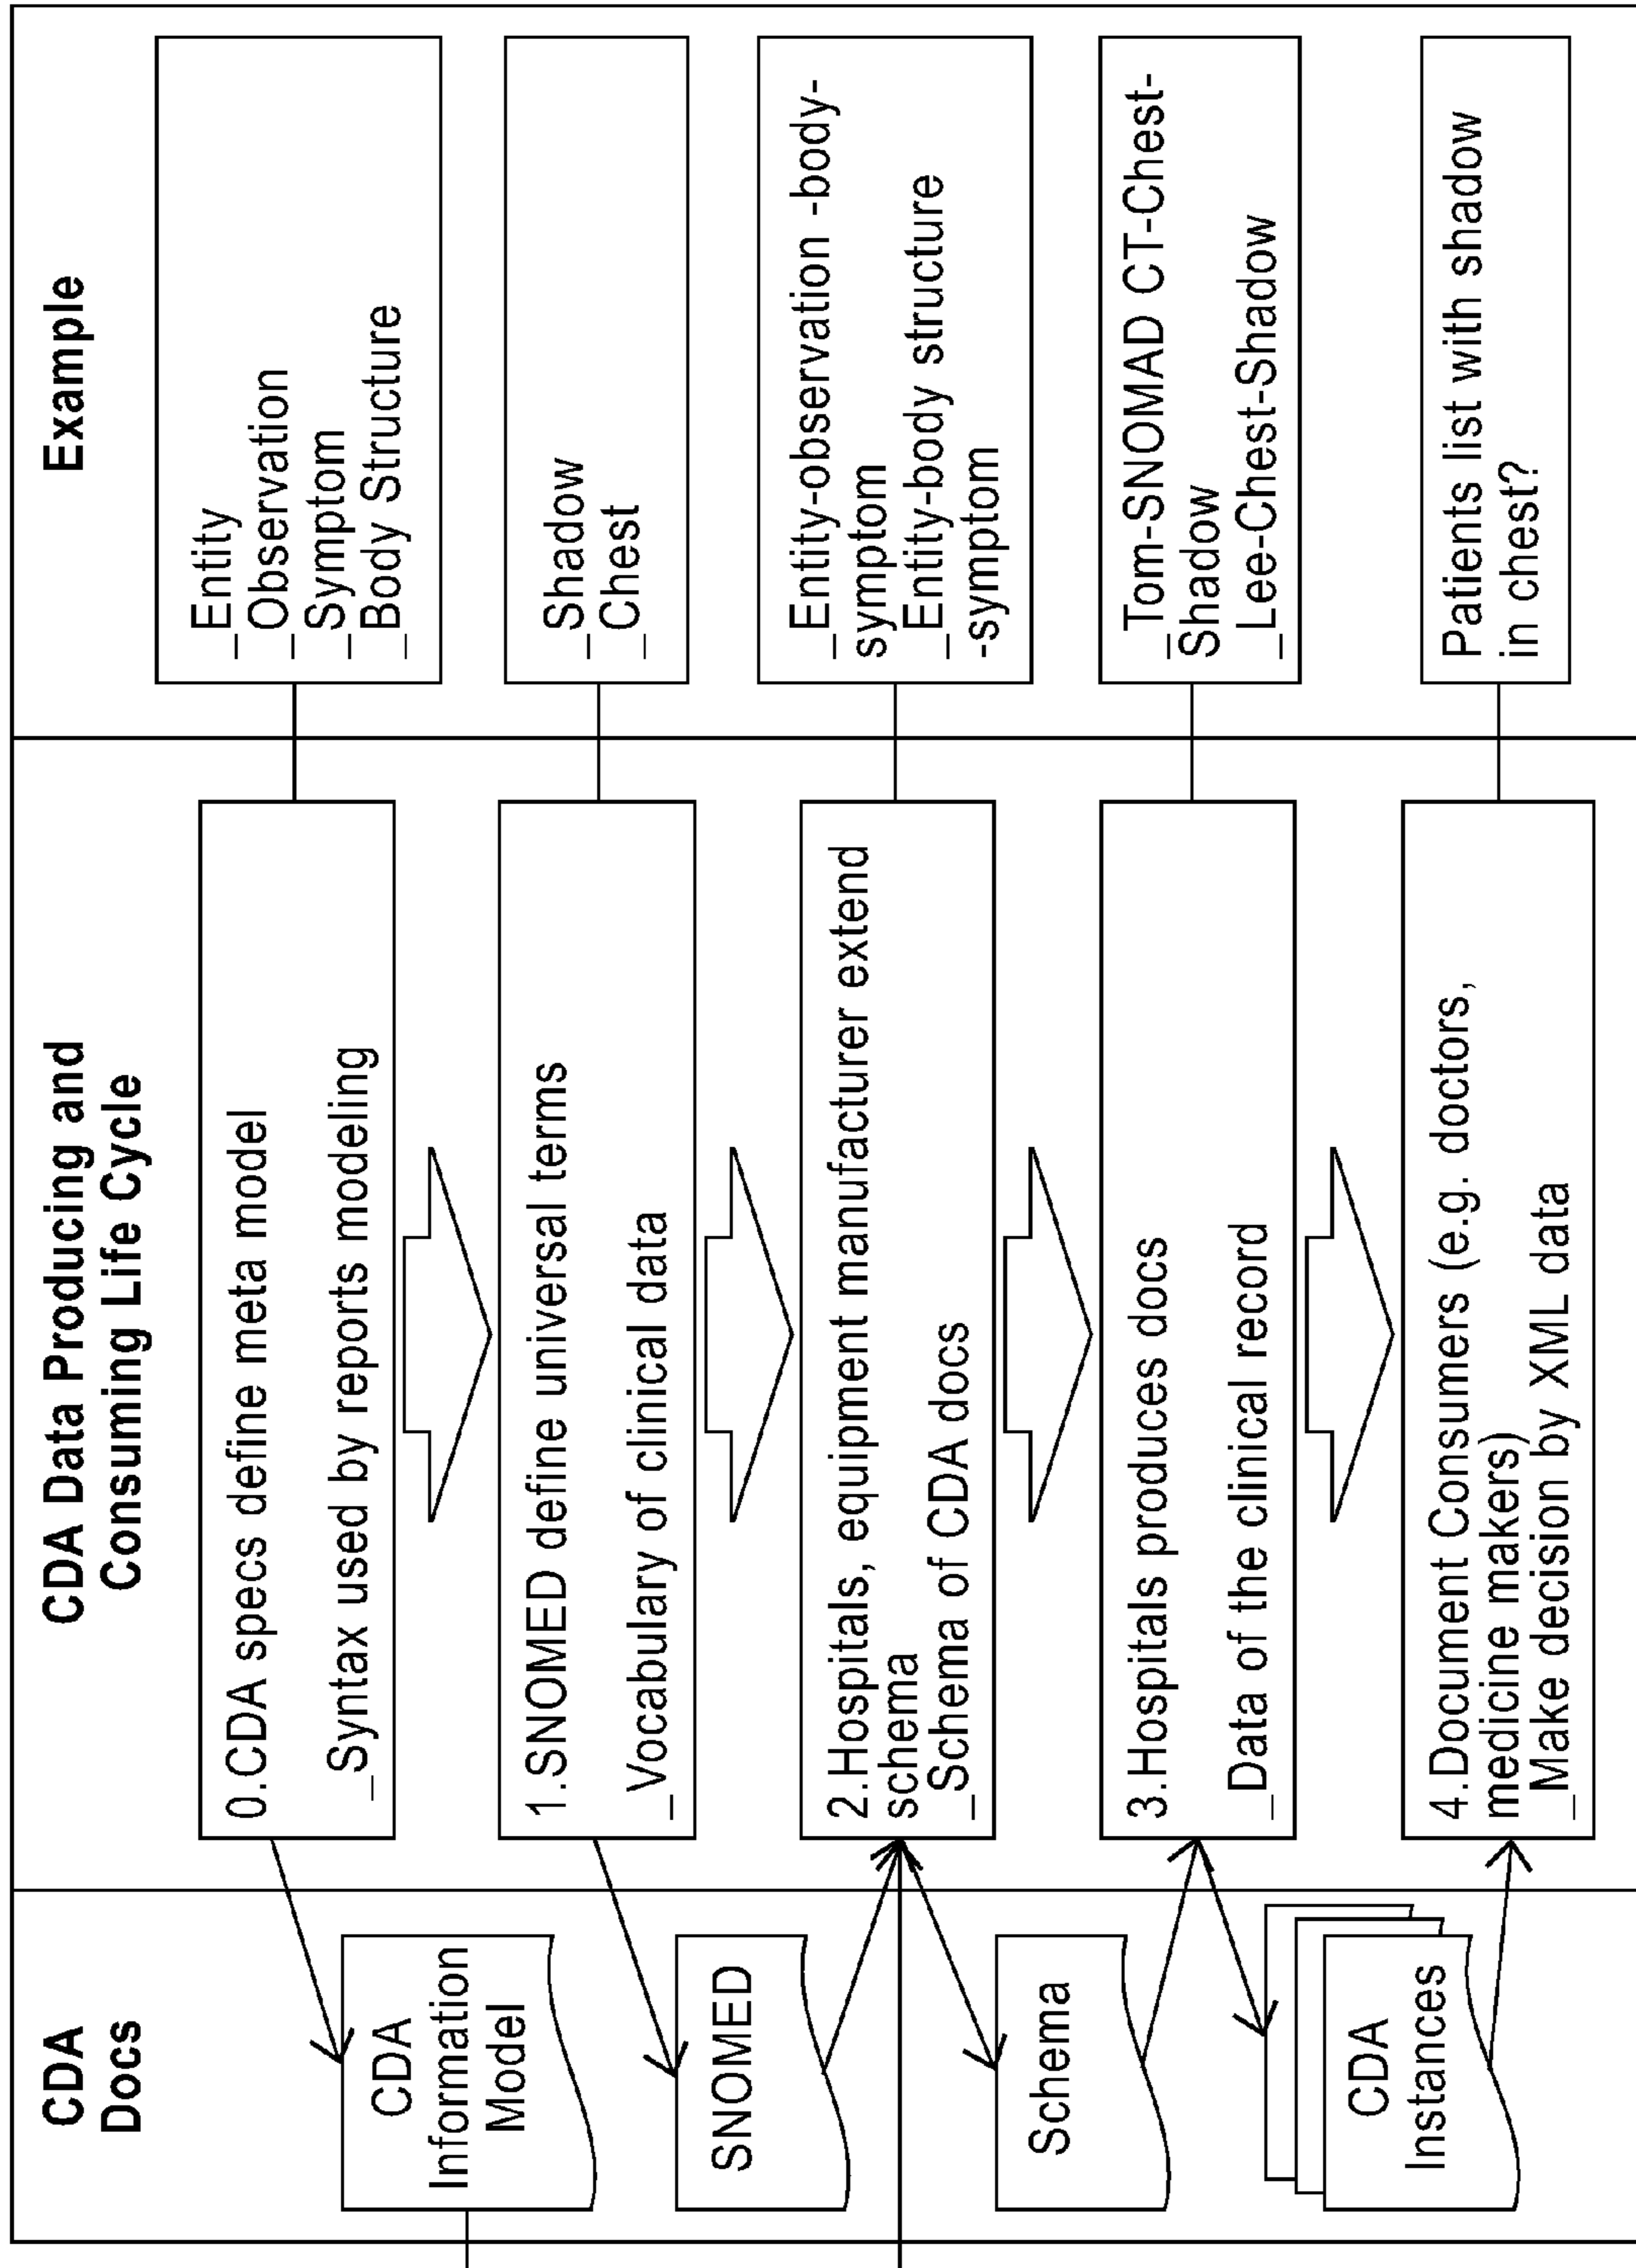 CDA
Docs
CDA Data Producing and
Consuming Life Cycle
Example
CDA
Information
Model
0.CDA specs define meta model
_Syntax used by reports modeling
_Entity
_Observation
_Symptom
_Body Structure
SNOMED
1.SNOMED define universal terms
_Vocabulary of clinical data
_Shadow
_Chest
2.Hospitals, equipment manufacturer extend
schema
_Schema of CDA docs
_Entity-observation -body-
symptom
_Entity-body structure
-symptom
Schema
3.Hospitals produces docs
_Data of the clinical record
_Tom-SNOMAD CT-Chest-
Shadow
_Lee-Chest-Shadow
CDA
Instances
4.Document Consumers (e.g. doctors,
medicine makers)
_Make decision by XML data
Patients list with shadow
in chest?